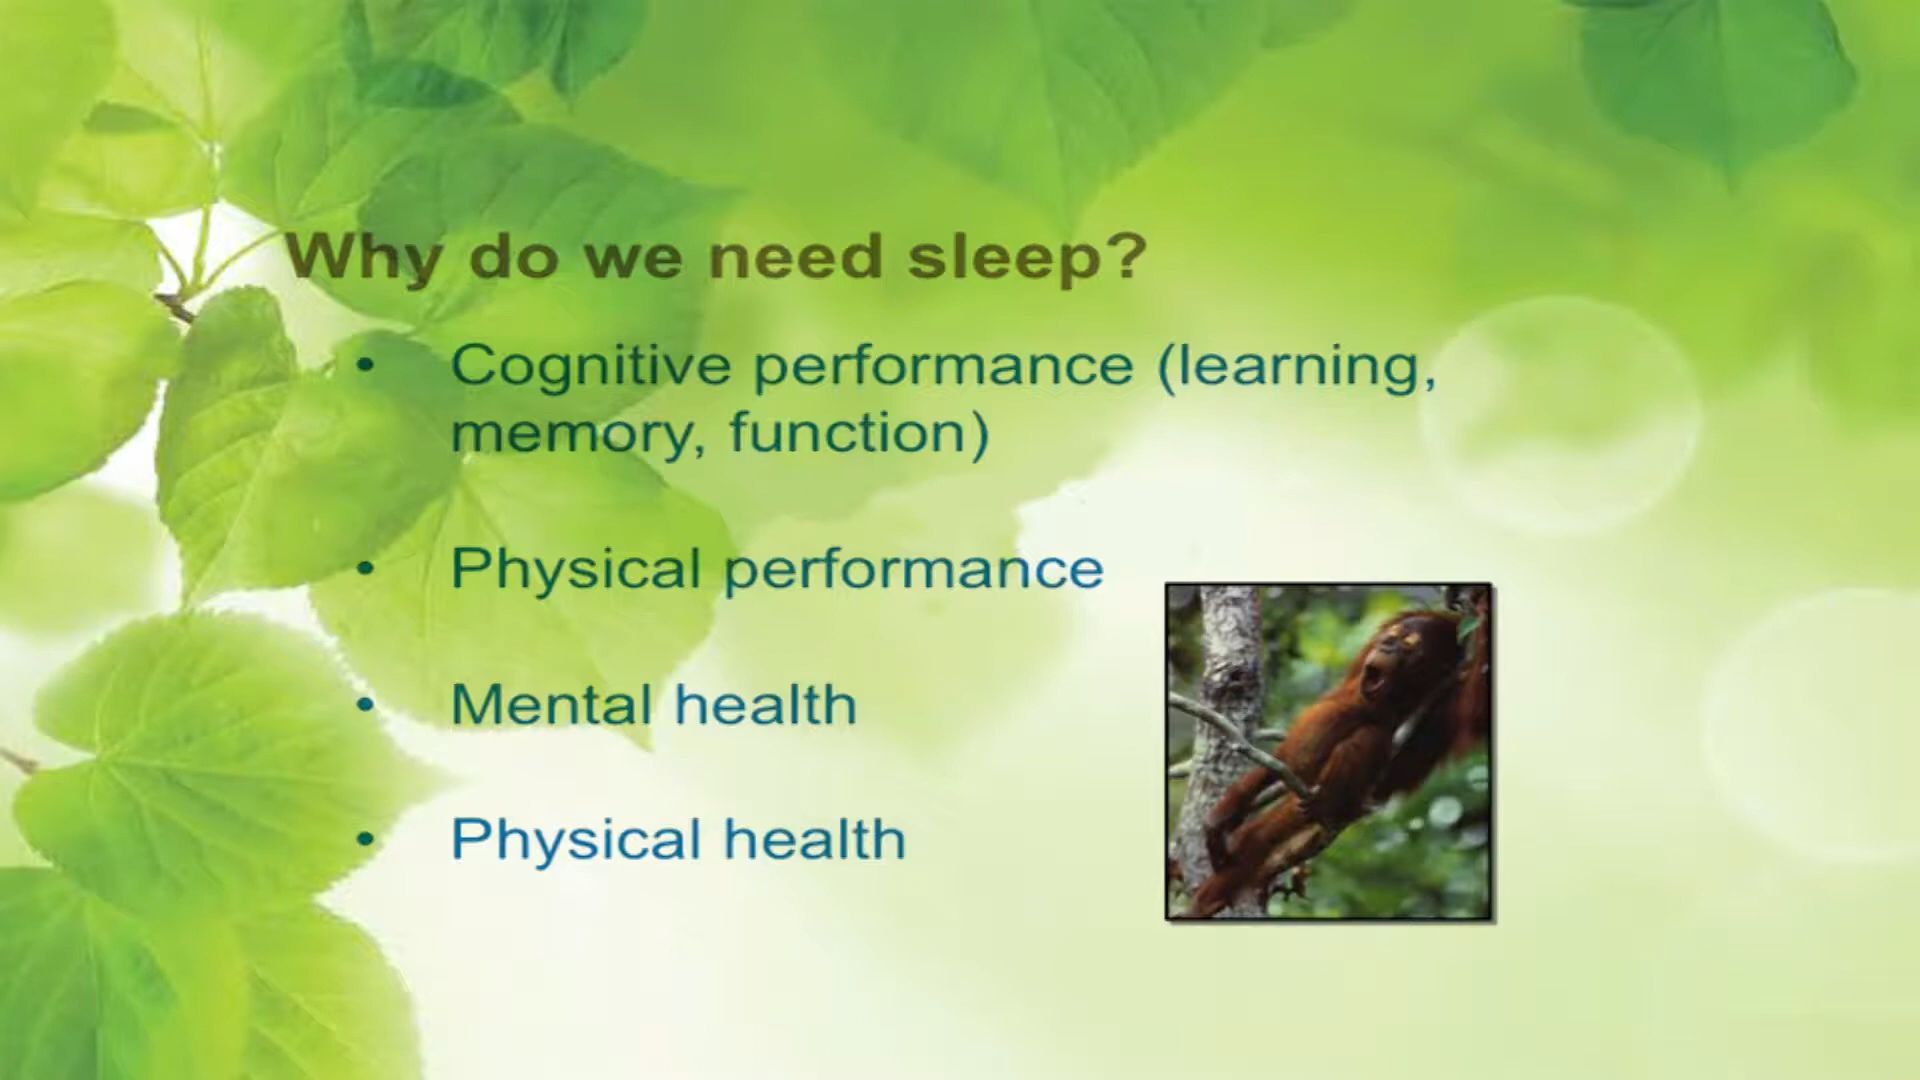 Why do we need sleep?
• Cognitive performance (learning,
memory, function)
• Physical performance
• Mental health
• Physical health